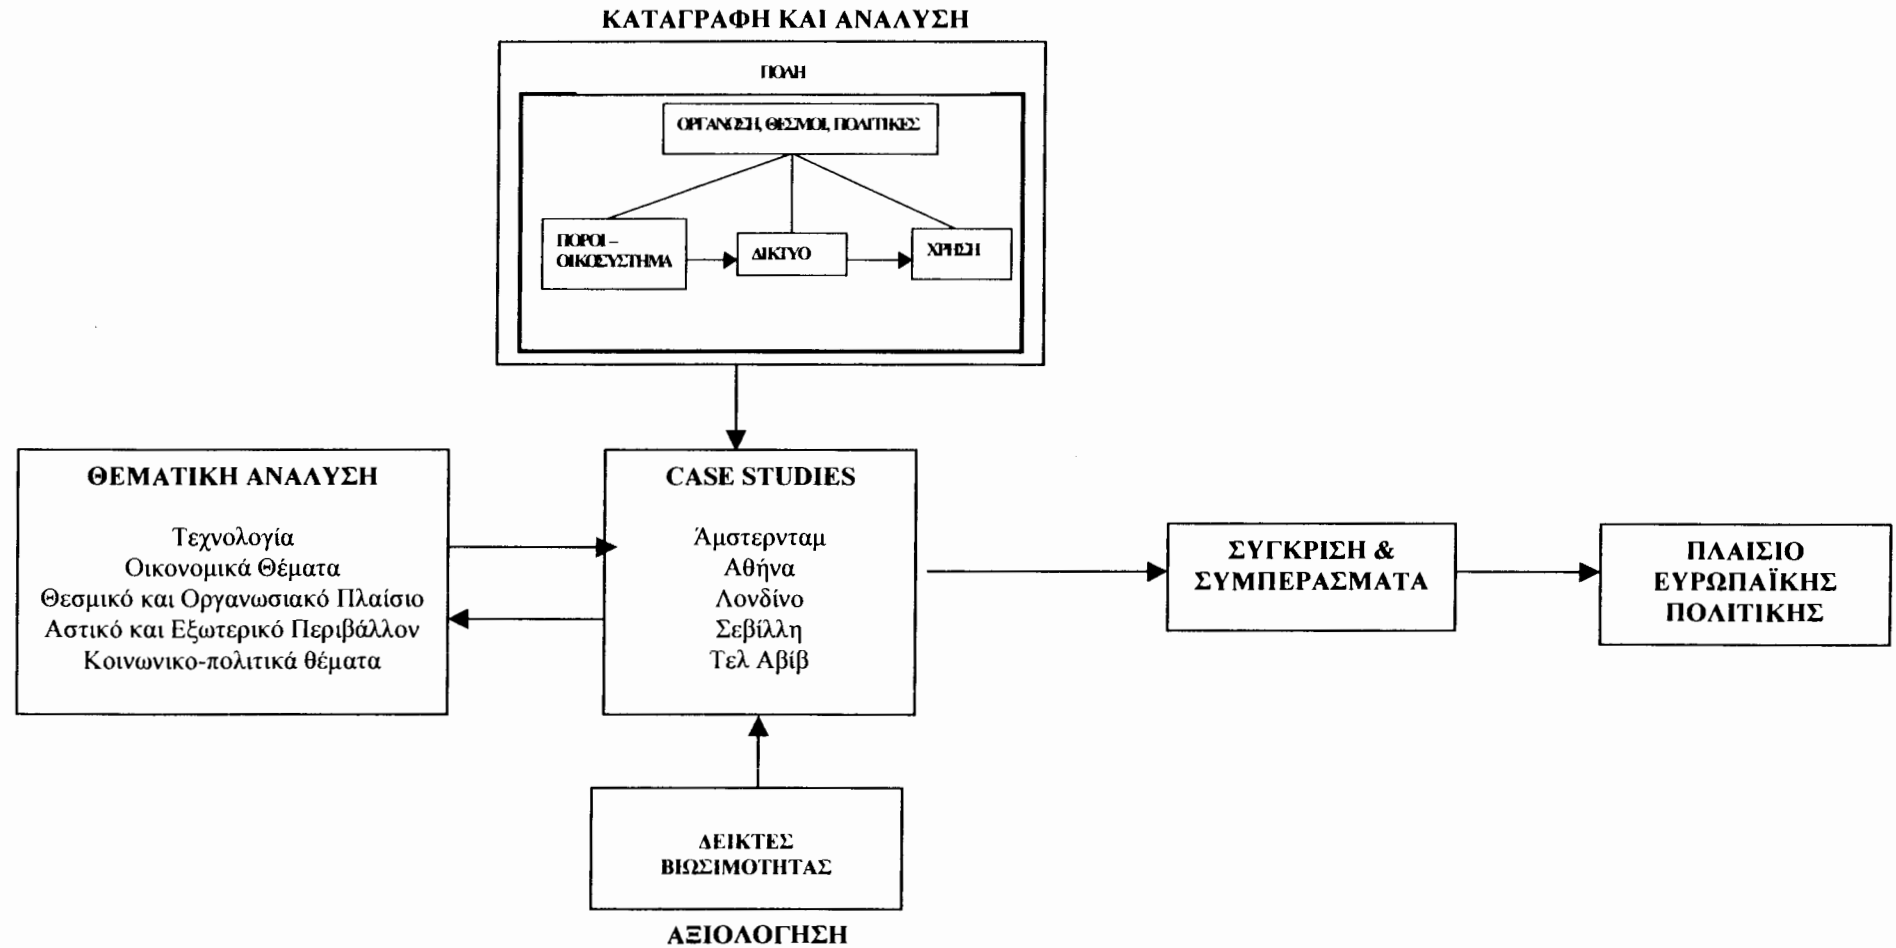 ΚΑΤΑΓΡΑΦΗ ΚΑΙ ΑΝΑΛΥΣΗ
ΠΟΛΗ
ΟΡΓΑΝΩΣΗ, ΘΕΣΜΟΙ, ΠΟΛΙΤΙΚΕΣ
ΠΟΡΟΙ –
ΟΙΚΟΣΥΣΤΗΜΑ
ΔΙΚΤΥΟ
ΧΡΗΣΗ
ΘΕΜΑΤΙΚΗ ΑΝΑΛΥΣΗ
Τεχνολογία
Οικονομικά Θέματα
Θεσμικό και Οργανωσιακό Πλαίσιο
Αστικό και Εξωτερικό Περιβάλλον
Κοινωνικο-πολιτικά θέματα
CASE STUDIES
Άμστερνταμ
Αθήνα
Λονδίνο
Σεβίλλη
Τελ Αβίβ
ΣΥΓΚΡΙΣΗ &
ΣΥΜΠΕΡΑΣΜΑΤΑ
ΠΛΑΙΣΙΟ
ΕΥΡΩΠΑΪΚΗΣ
ΠΟΛΙΤΙΚΗΣ
ΔΕΙΚΤΕΣ
ΒΙΩΣΙΜΟΤΗΤΑΣ
ΑΞΙΟΛΟΓΗΣΗ